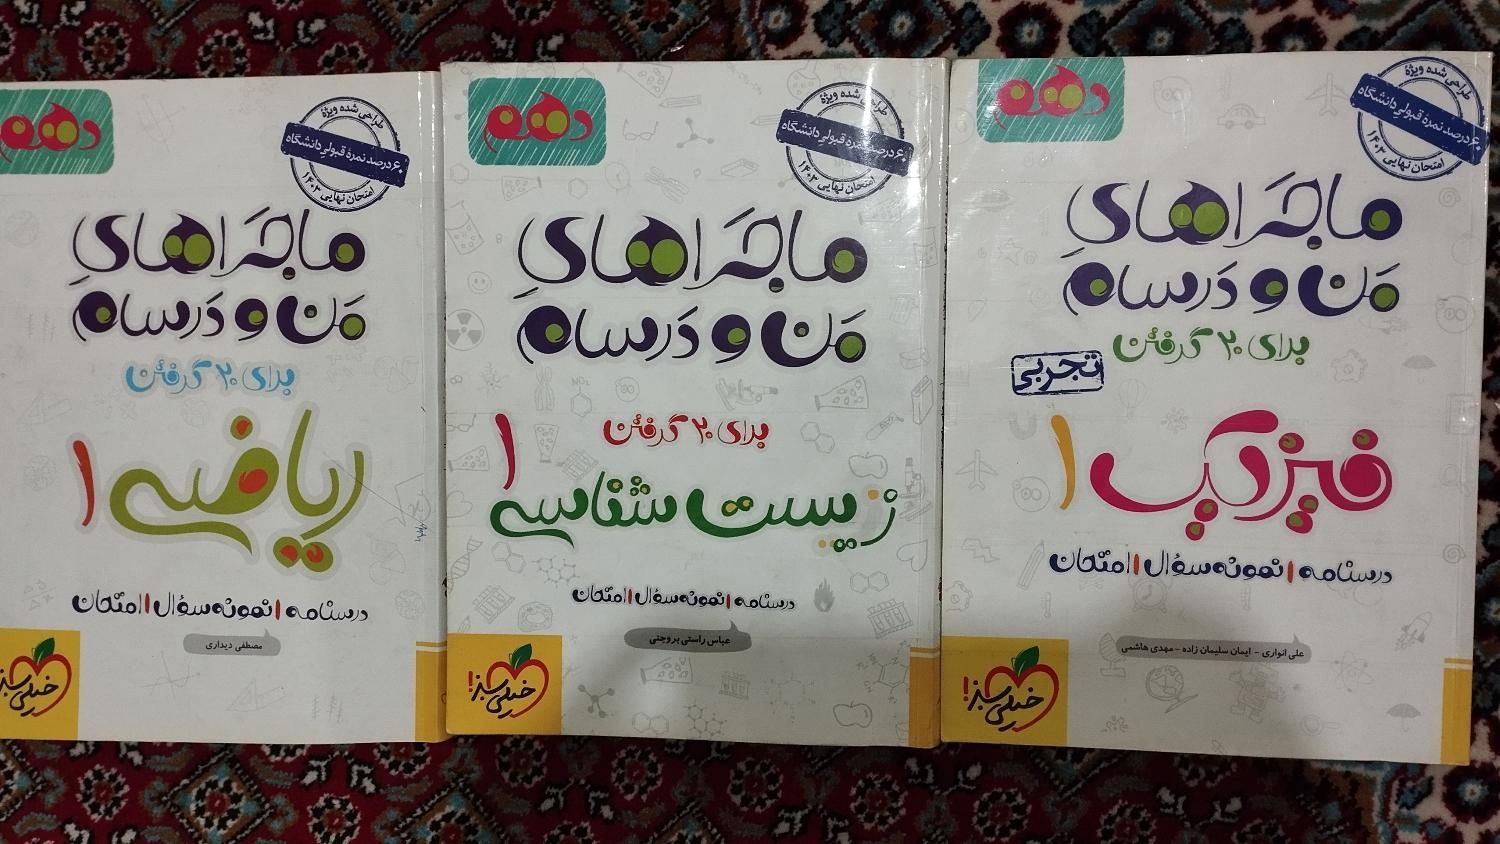 دهم
طراحی شده ویژهٔ
۶۰ درصد نمرهٔ قبولی دانشگاه
امتحان نهایی ۱۴۰۳
ماجراهای
من و درسام
برای ۲۰ گرفتن
ریاضی ۱
درسنامه | نمونه سؤال | امتحان
مصطفی دیداری
خیلی سبز!
دهم
طراحی شده ویژهٔ
۶۰ درصد نمرهٔ قبولی دانشگاه
امتحان نهایی ۱۴۰۳
ماجراهای
من و درسام
برای ۲۰ گرفتن
زیست شناسی ۱
درسنامه | نمونه سؤال | امتحان
عباس راستی بروجنی
خیلی سبز!
دهم
طراحی شده ویژهٔ
۶۰ درصد نمرهٔ قبولی دانشگاه
امتحان نهایی ۱۴۰۳
ماجراهای
من و درسام
برای ۲۰ گرفتن
تجربی
فیزیک ۱
درسنامه | نمونه سؤال | امتحان
علی انواری - ایمان سلیمان زاده - مهدی هاشمی
خیلی سبز!